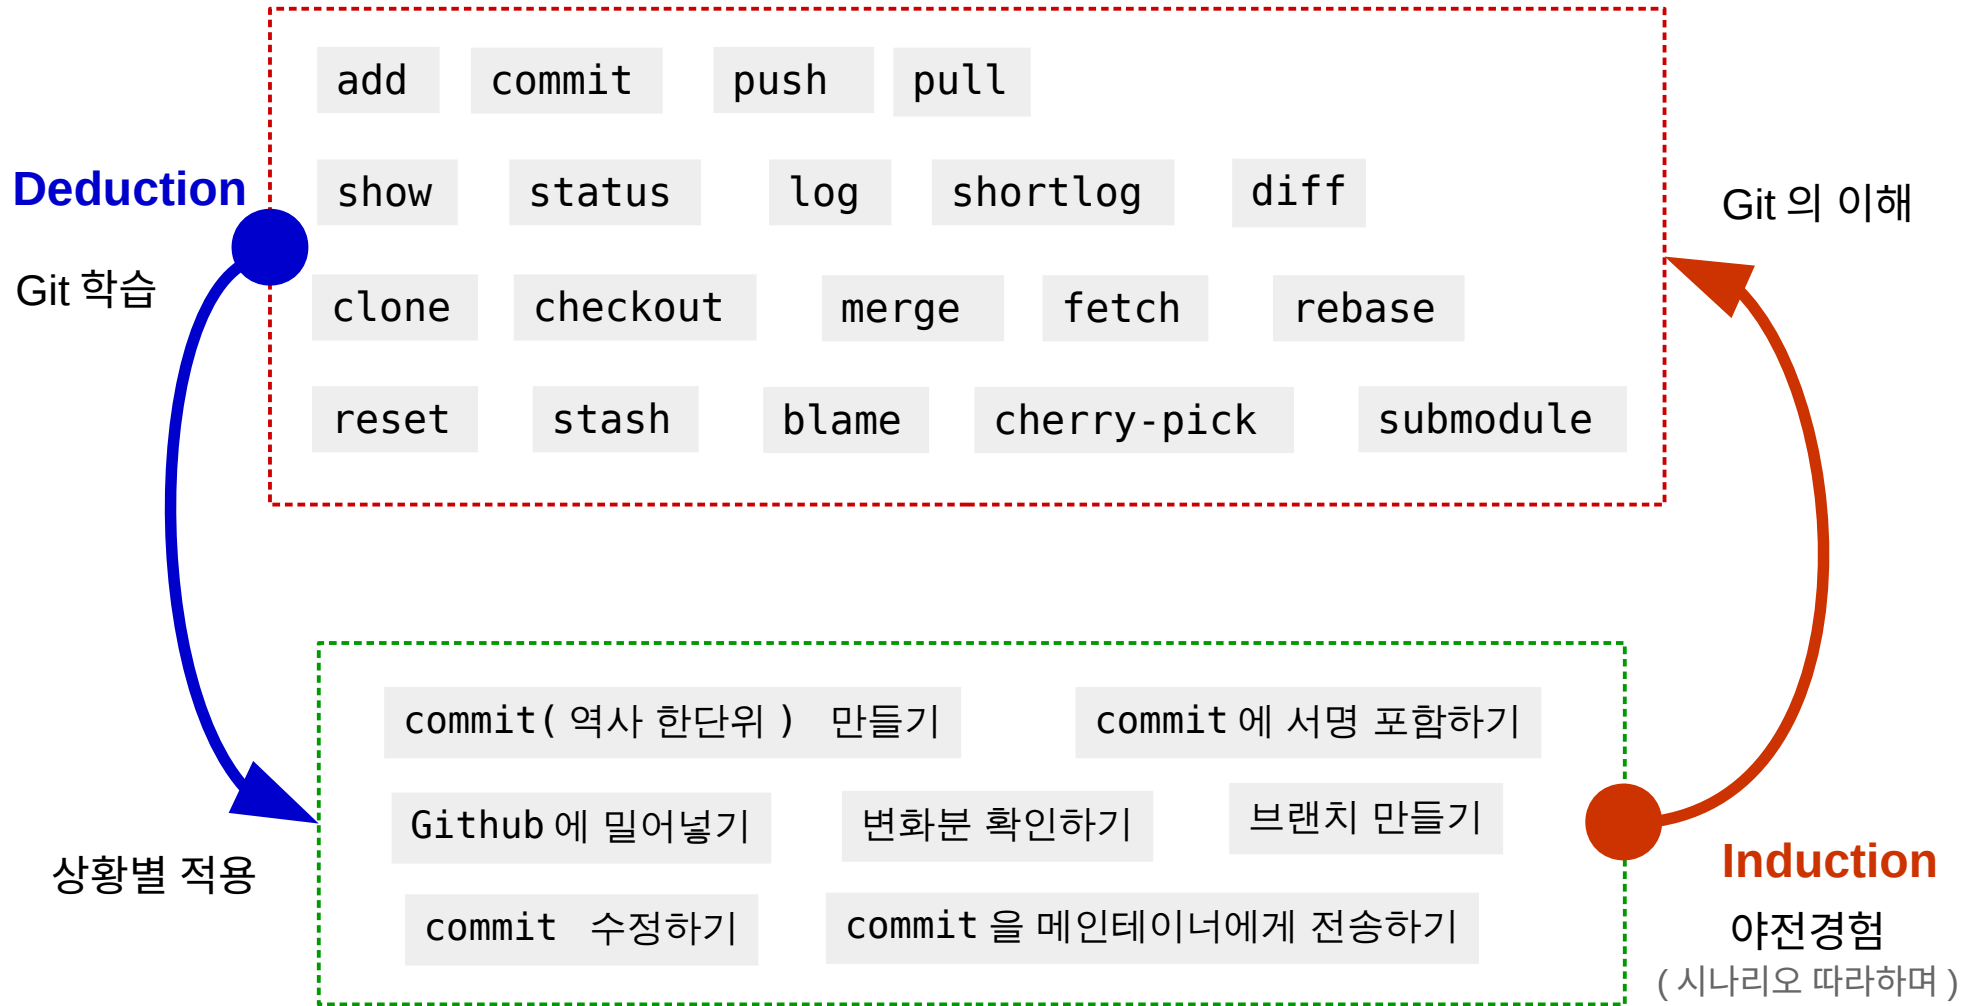 add commit push pull
Deduction
show status log shortlog diff
Git 의 이해
Git 학습
clone checkout merge fetch rebase
reset stash blame cherry-pick submodule
commit( 역사 한단위 ) 만들기 commit 에 서명 포함하기
Github 에 밀어넣기 변화분 확인하기 브랜치 만들기
상황별 적용
Induction
commit 수정하기 commit 을 메인테이너에게 전송하기
야전경험
( 시나리오 따라하며 )